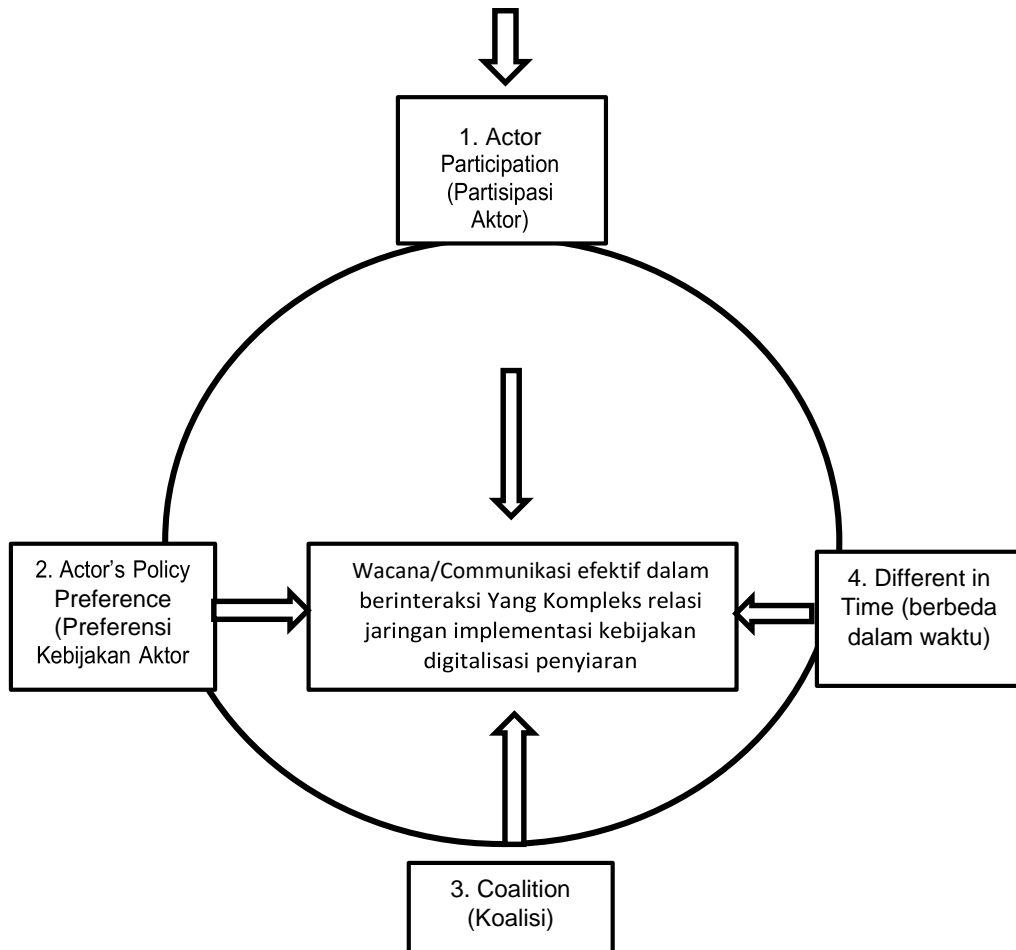 1. Actor
Participation
(Partisipasi
Aktor)
2. Actor's Policy
Preference
(Preferensi
Kebijakan Aktor
Wacana/Communikasi efektif dalam
berinteraksi Yang Kompleks relasi
jaringan implementasi kebijakan
digitalisasi penyiaran
4. Different in
Time (berbeda
dalam waktu)
3. Coalition
(Koalisi)